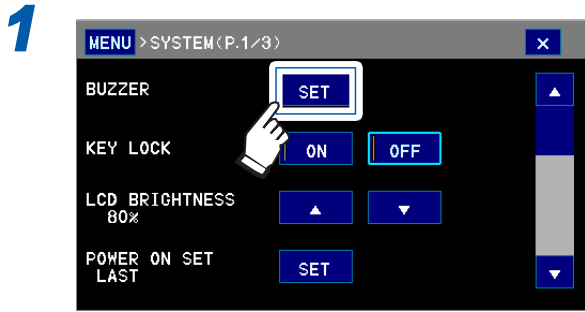 1
MENU >SYSTEM(P.1/3) ×
BUZZER SET ▲
KEY LOCK ON OFF
LCD BRIGHTNESS
80% ▲ ▼
POWER ON SET
LAST SET ▼